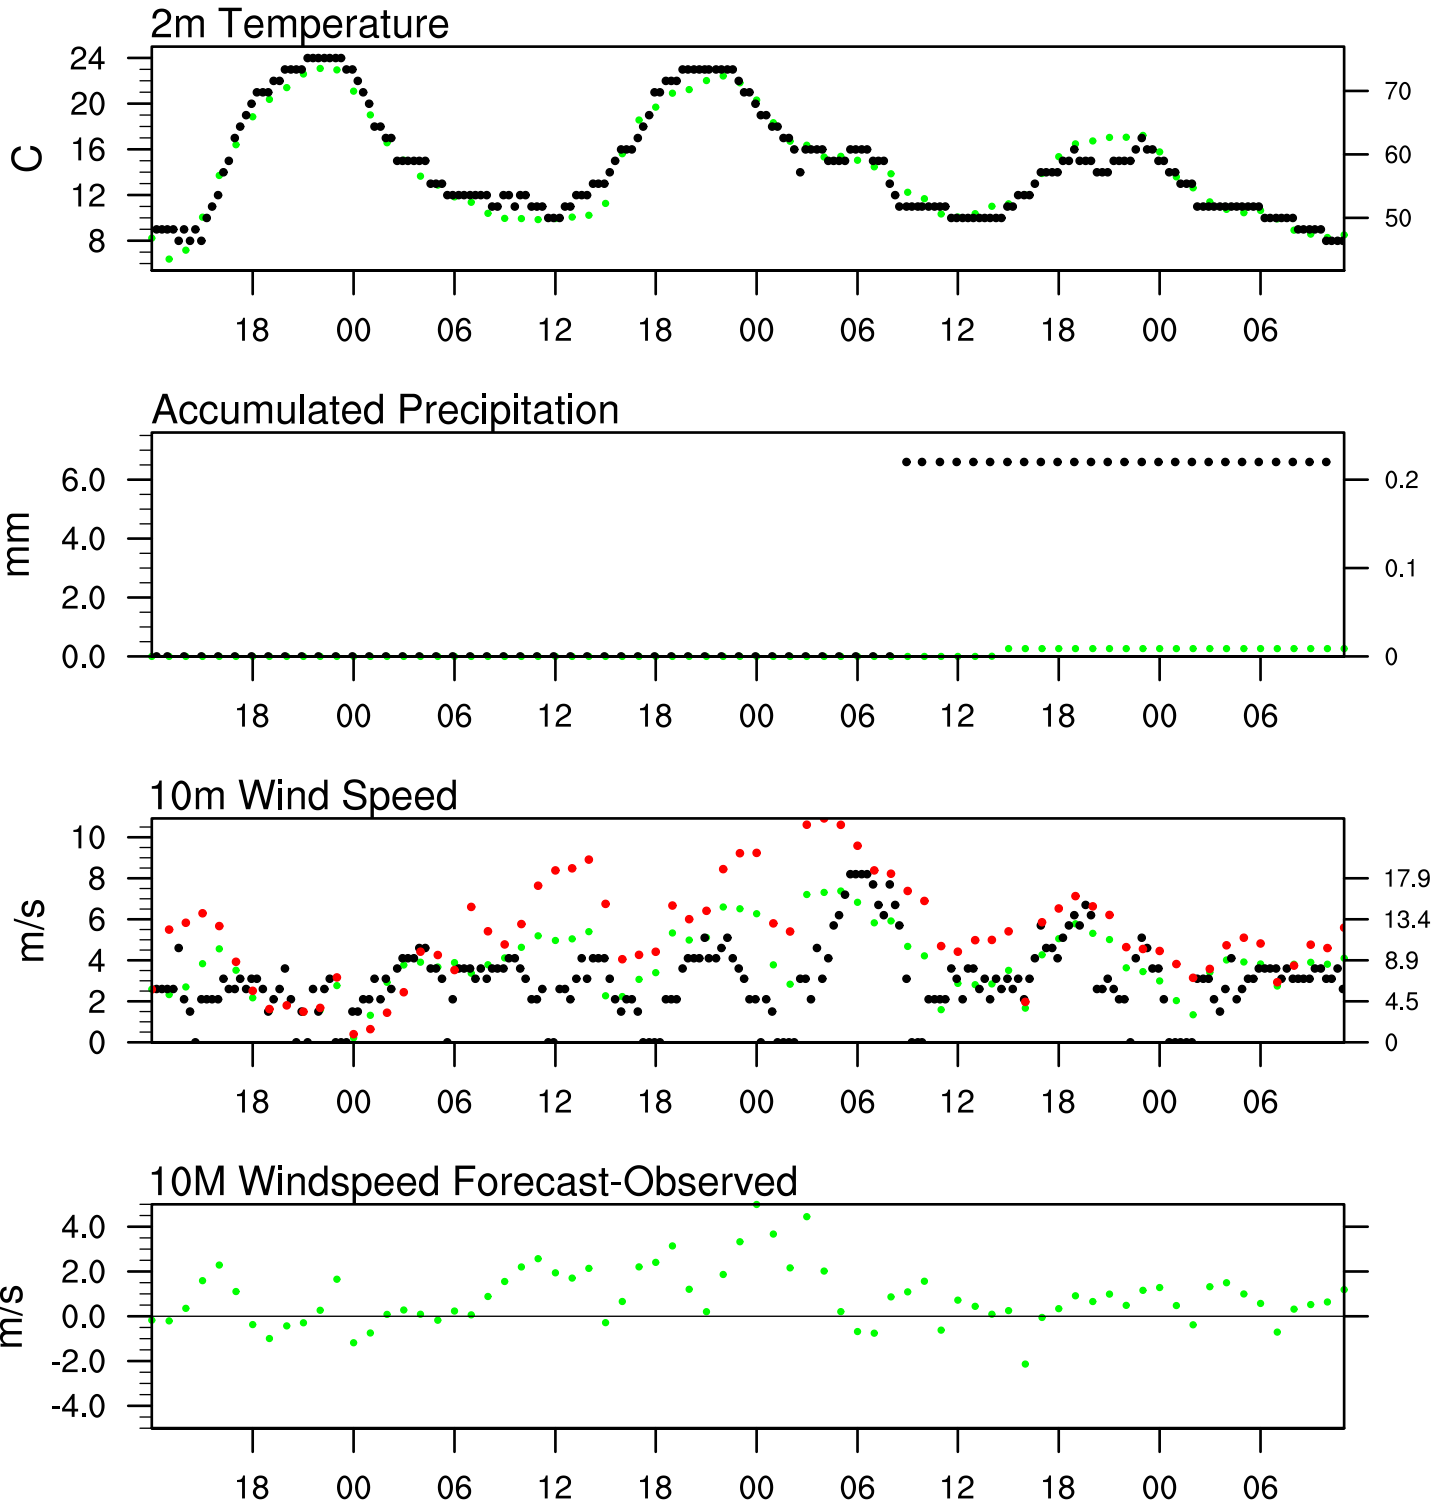 2m Temperature
24
20
16
12
8
C
70
60
50
18 00 06 12 18 00 06 12 18 00 06
Accumulated Precipitation
6.0
4.0
2.0
0.0
mm
0.2
0.1
0
18 00 06 12 18 00 06 12 18 00 06
10m Wind Speed
10
8
6
4
2
0
m/s
17.9
13.4
8.9
4.5
0
18 00 06 12 18 00 06 12 18 00 06
10M Windspeed Forecast-Observed
4.0
2.0
0.0
-2.0
-4.0
m/s
18 00 06 12 18 00 06 12 18 00 06